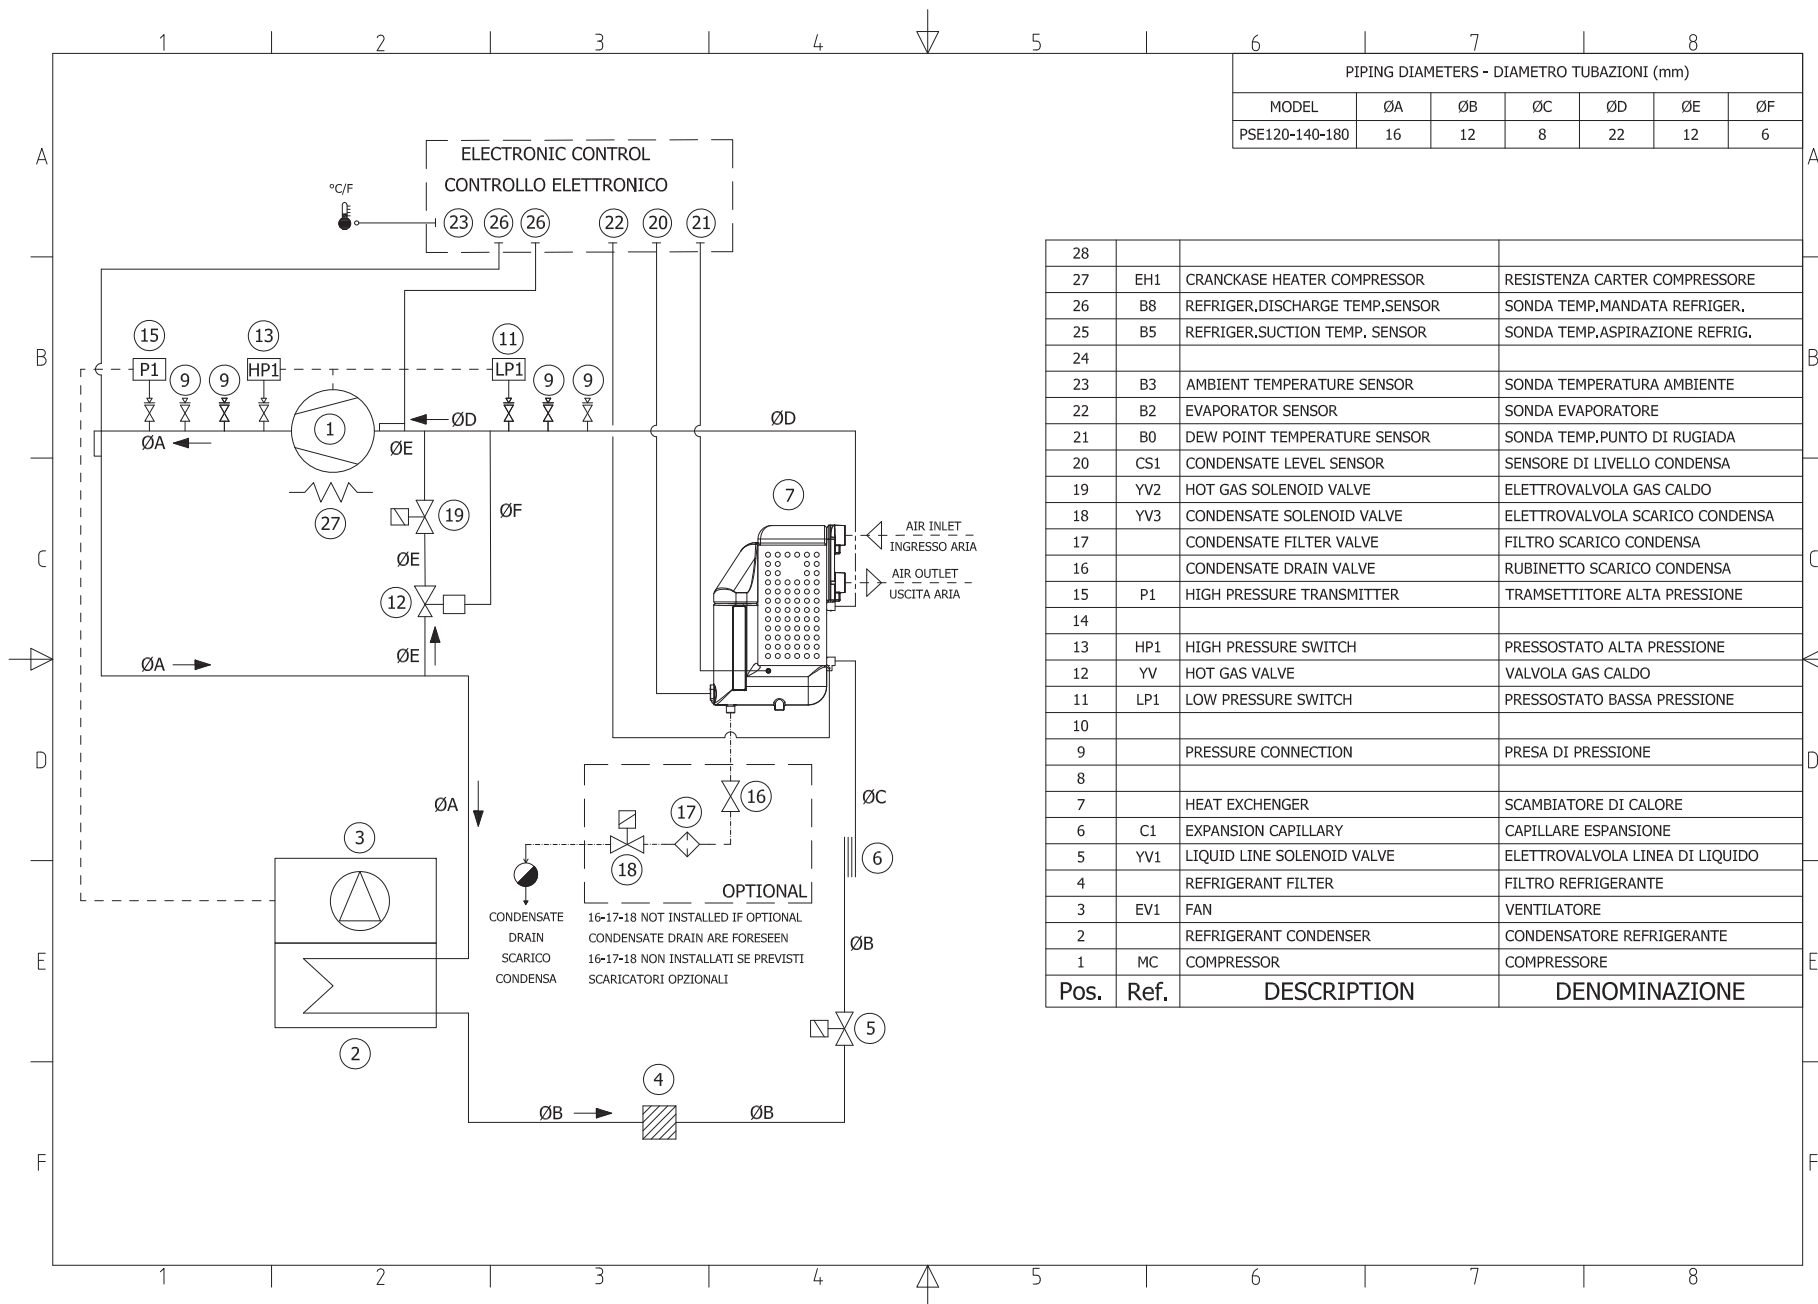 1 2 3 4 5 6 7 8
PIPING DIAMETERS - DIAMETRO TUBAZIONI (mm)
MODEL ØA ØB ØC ØD ØE ØF
PSE120-140-180 16 12 8 22 12 6
A A
ELECTRONIC CONTROL
CONTROLLO ELETTRONICO
°C/F
23 26 26 22 20 21
15 13 11
B B
P1 9 9 HP1 LP1 9 9
1
ØA ØE ØD ØD
27 19 ØF 7
AIR INLET
INGRESSO ARIA
C C
ØE
AIR OUTLET
USCITA ARIA
12
ØA ØE
D D
ØA 16 17 ØC
3 18 6
OPTIONAL
CONDENSATE
DRAIN
SCARICO
CONDENSA
16-17-18 NOT INSTALLED IF OPTIONAL
CONDENSATE DRAIN ARE FORESEEN
16-17-18 NON INSTALLATI SE PREVISTI
SCARICATORI OPZIONALI
ØB
E E
2 5
4
ØB ØB
F F
28
27 EH1 CRANCKASE HEATER COMPRESSOR RESISTENZA CARTER COMPRESSORE
26 B8 REFRIGER.DISCHARGE TEMP.SENSOR SONDA TEMP.MANDATA REFRIGER.
25 B5 REFRIGER.SUCTION TEMP. SENSOR SONDA TEMP.ASPIRAZIONE REFRIG.
24
23 B3 AMBIENT TEMPERATURE SENSOR SONDA TEMPERATURA AMBIENTE
22 B2 EVAPORATOR SENSOR SONDA EVAPORATORE
21 B0 DEW POINT TEMPERATURE SENSOR SONDA TEMP.PUNTO DI RUGIADA
20 CS1 CONDENSATE LEVEL SENSOR SENSORE DI LIVELLO CONDENSA
19 YV2 HOT GAS SOLENOID VALVE ELETTROVALVOLA GAS CALDO
18 YV3 CONDENSATE SOLENOID VALVE ELETTROVALVOLA SCARICO CONDENSA
17 CONDENSATE FILTER VALVE FILTRO SCARICO CONDENSA
16 CONDENSATE DRAIN VALVE RUBINETTO SCARICO CONDENSA
15 P1 HIGH PRESSURE TRANSMITTER TRAMSETTITORE ALTA PRESSIONE
14
13 HP1 HIGH PRESSURE SWITCH PRESSOSTATO ALTA PRESSIONE
12 YV HOT GAS VALVE VALVOLA GAS CALDO
11 LP1 LOW PRESSURE SWITCH PRESSOSTATO BASSA PRESSIONE
10
9 PRESSURE CONNECTION PRESA DI PRESSIONE
8
7 HEAT EXCHENGER SCAMBIATORE DI CALORE
6 C1 EXPANSION CAPILLARY CAPILLARE ESPANSIONE
5 YV1 LIQUID LINE SOLENOID VALVE ELETTROVALVOLA LINEA DI LIQUIDO
4 REFRIGERANT FILTER FILTRO REFRIGERANTE
3 EV1 FAN VENTILATORE
2 REFRIGERANT CONDENSER CONDENSATORE REFRIGERANTE
1 MC COMPRESSOR COMPRESSORE
Pos. Ref. DESCRIPTION DENOMINAZIONE
1 2 3 4 5 6 7 8